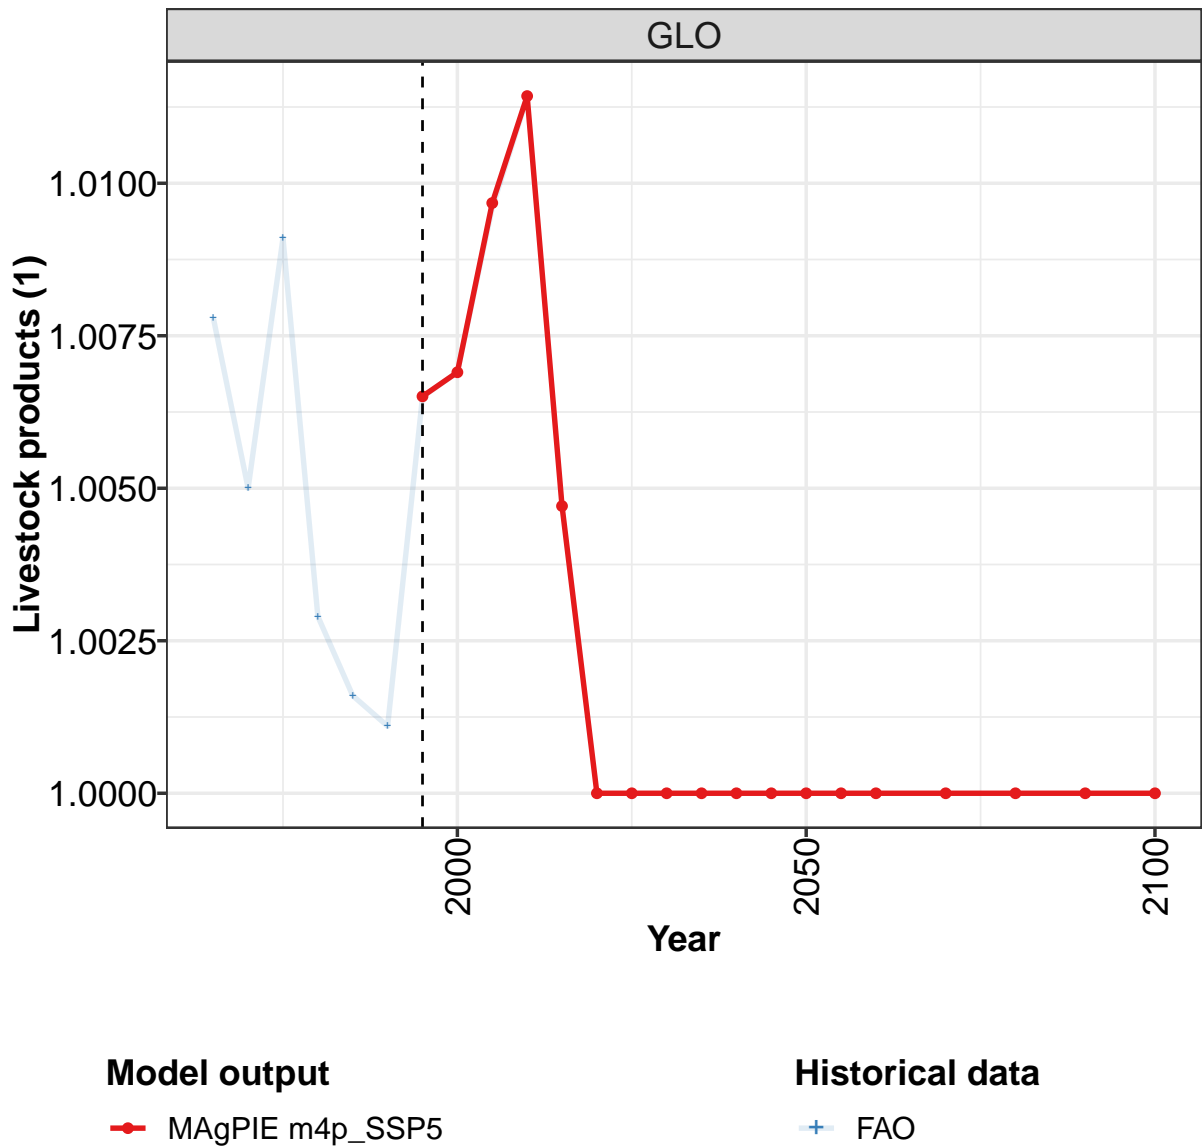 GLO
Livestock products (1)
1.0100
1.0075
1.0050
1.0025
1.0000
2000
2050
2100
Year
Model output
MAgPIE m4p_SSP5
Historical data
FAO